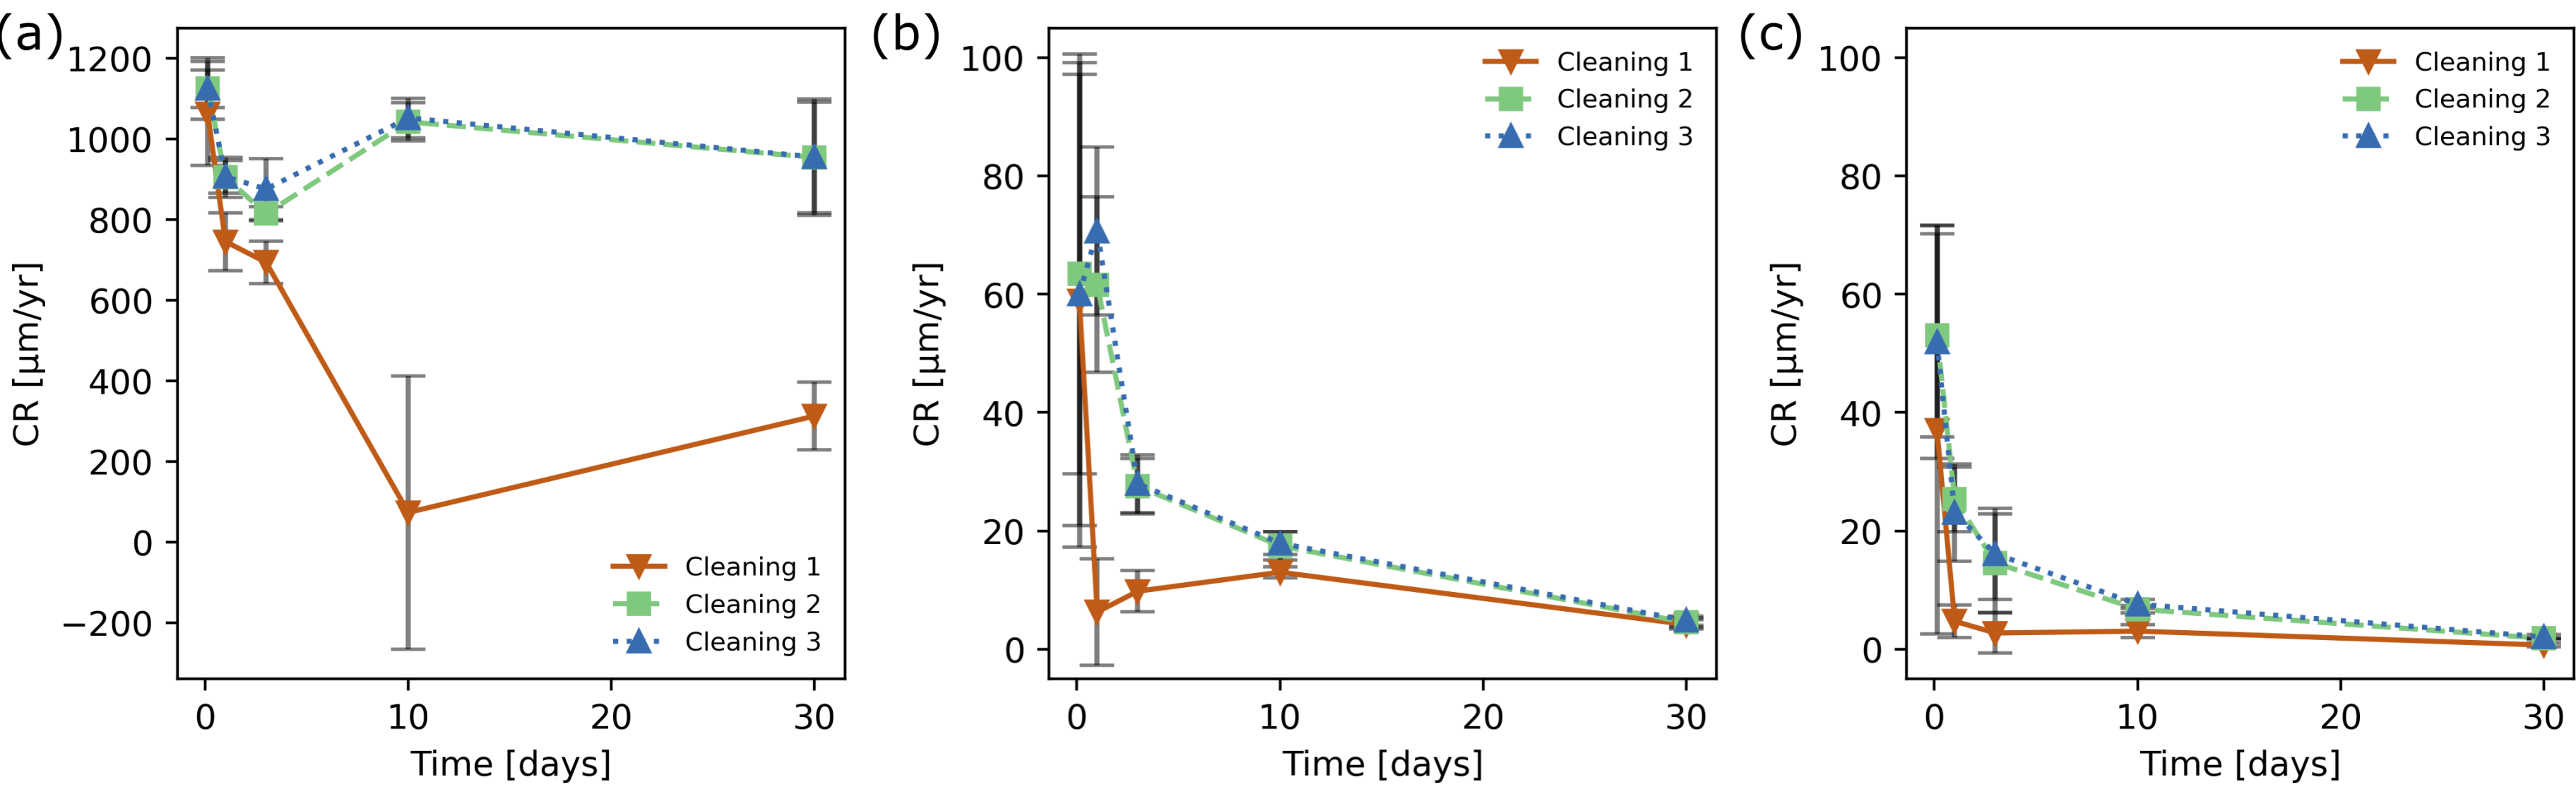 (a)
1200
1000
800
600
400
200
0
−200
CR [μm/yr]
0 10 20 30
Time [days]
Cleaning 1
Cleaning 2
Cleaning 3
(b)
100
80
60
40
20
0
CR [μm/yr]
0 10 20 30
Time [days]
Cleaning 1
Cleaning 2
Cleaning 3
(c)
100
80
60
40
20
0
CR [μm/yr]
0 10 20 30
Time [days]
Cleaning 1
Cleaning 2
Cleaning 3